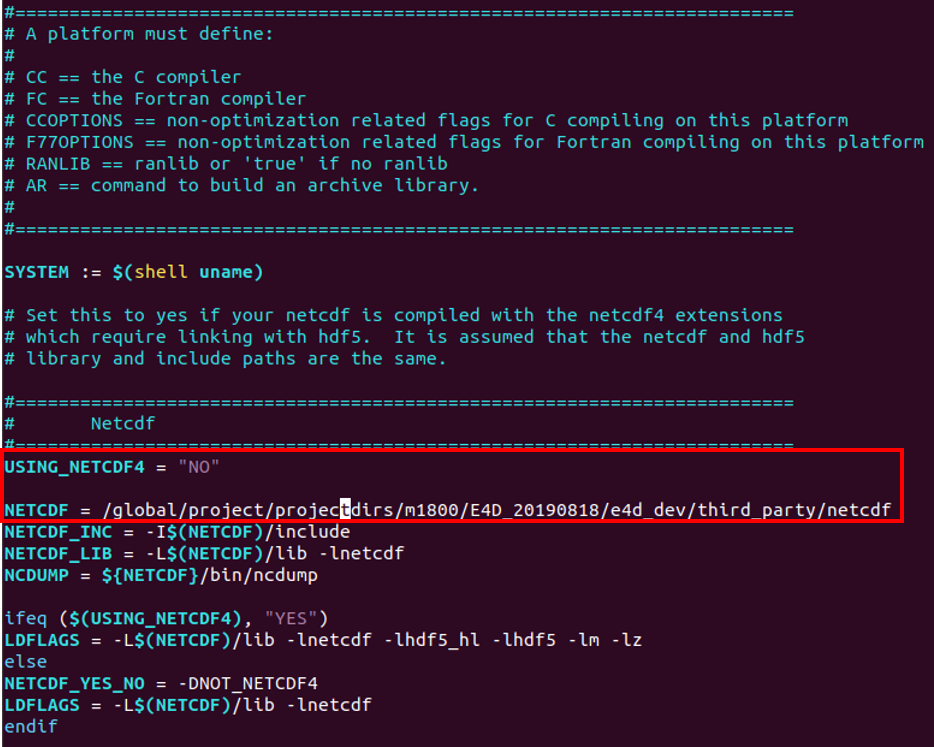 #========================================================================
# A platform must define:
#
# CC == the C compiler
# FC == the Fortran compiler
# CCOPTIONS == non-optimization related flags for C compiling on this platform
# F77OPTIONS == non-optimization related flags for Fortran compiling on this platform
# RANLIB == ranlib or 'true' if no ranlib
# AR == command to build an archive library.
#
#========================================================================
SYSTEM := $(shell uname)
# Set this to yes if your netcdf is compiled with the netcdf4 extensions
# which require linking with hdf5.  It is assumed that the netcdf and hdf5
# library and include paths are the same.
#========================================================================
#       Netcdf
#========================================================================
USING_NETCDF4 = "NO"
NETCDF = /global/project/projectdirs/m1800/E4D_20190818/e4d_dev/third_party/netcdf
NETCDF_INC = -I$(NETCDF)/include
NETCDF_LIB = -L$(NETCDF)/lib -lnetcdf
NCDUMP = ${NETCDF}/bin/ncdump
ifeq ($(USING_NETCDF4), "YES")
LDFLAGS = -L$(NETCDF)/lib -lnetcdf -lhdf5_hl -lhdf5 -lm -lz
else
NETCDF_YES_NO = -DNOT_NETCDF4
LDFLAGS = -L$(NETCDF)/lib -lnetcdf
endif